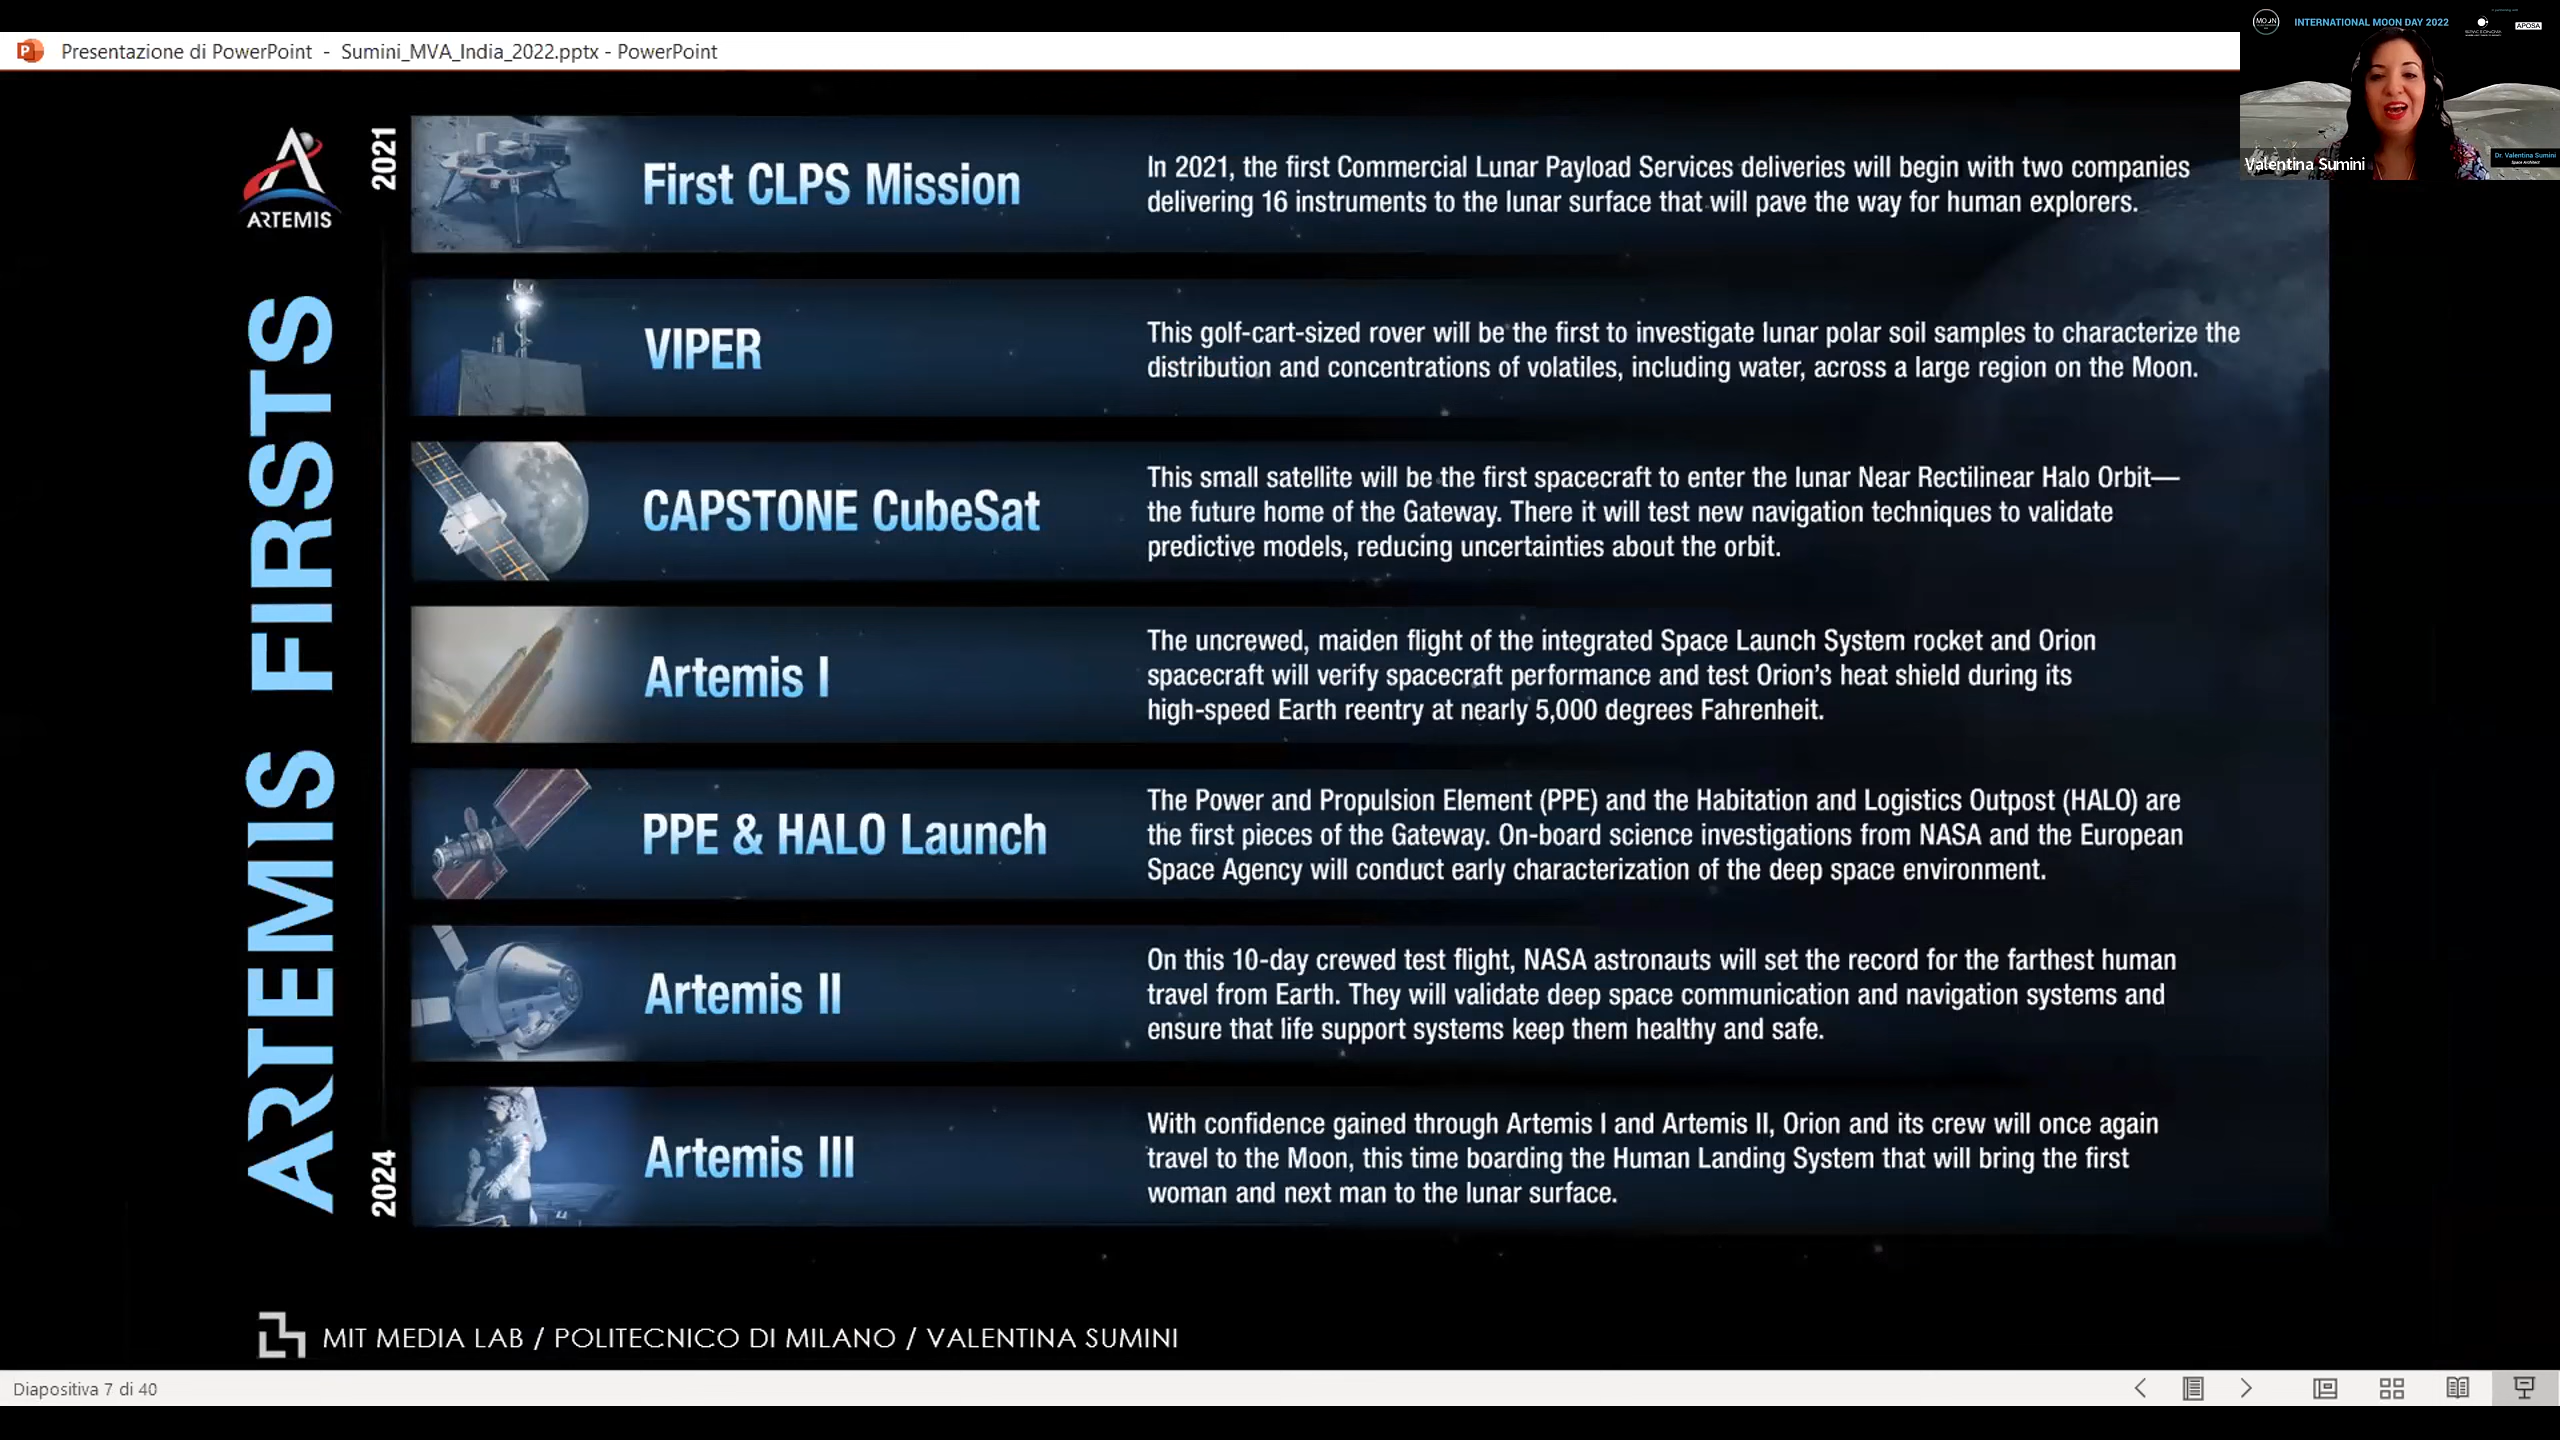 MOON
INTERNATIONAL MOON DAY 2022
APOSA
Presentazione di PowerPoint - Sumini_MVA_India_2022.pptx - PowerPoint
Valentina Sumini
Dr. Valentina Sumini
Space Architect
ARTEMIS
ARTEMIS FIRSTS
2021
First CLPS Mission
In 2021, the first Commercial Lunar Payload Services deliveries will begin with two companies
delivering 16 instruments to the lunar surface that will pave the way for human explorers.
VIPER
This golf-cart-sized rover will be the first to investigate lunar polar soil samples to characterize the
distribution and concentrations of volatiles, including water, across a large region on the Moon.
CAPSTONE CubeSat
This small satellite will be the first spacecraft to enter the lunar Near Rectilinear Halo Orbit—
the future home of the Gateway. There it will test new navigation techniques to validate
predictive models, reducing uncertainties about the orbit.
Artemis I
The uncrewed, maiden flight of the integrated Space Launch System rocket and Orion
spacecraft will verify spacecraft performance and test Orion's heat shield during its
high-speed Earth reentry at nearly 5,000 degrees Fahrenheit.
PPE & HALO Launch
The Power and Propulsion Element (PPE) and the Habitation and Logistics Outpost (HALO) are
the first pieces of the Gateway. On-board science investigations from NASA and the European
Space Agency will conduct early characterization of the deep space environment.
Artemis II
On this 10-day crewed test flight, NASA astronauts will set the record for the farthest human
travel from Earth. They will validate deep space communication and navigation systems and
ensure that life support systems keep them healthy and safe.
2024
Artemis III
With confidence gained through Artemis I and Artemis II, Orion and its crew will once again
travel to the Moon, this time boarding the Human Landing System that will bring the first
woman and next man to the lunar surface.
MIT MEDIA LAB / POLITECNICO DI MILANO / VALENTINA SUMINI
Diapositiva 7 di 40